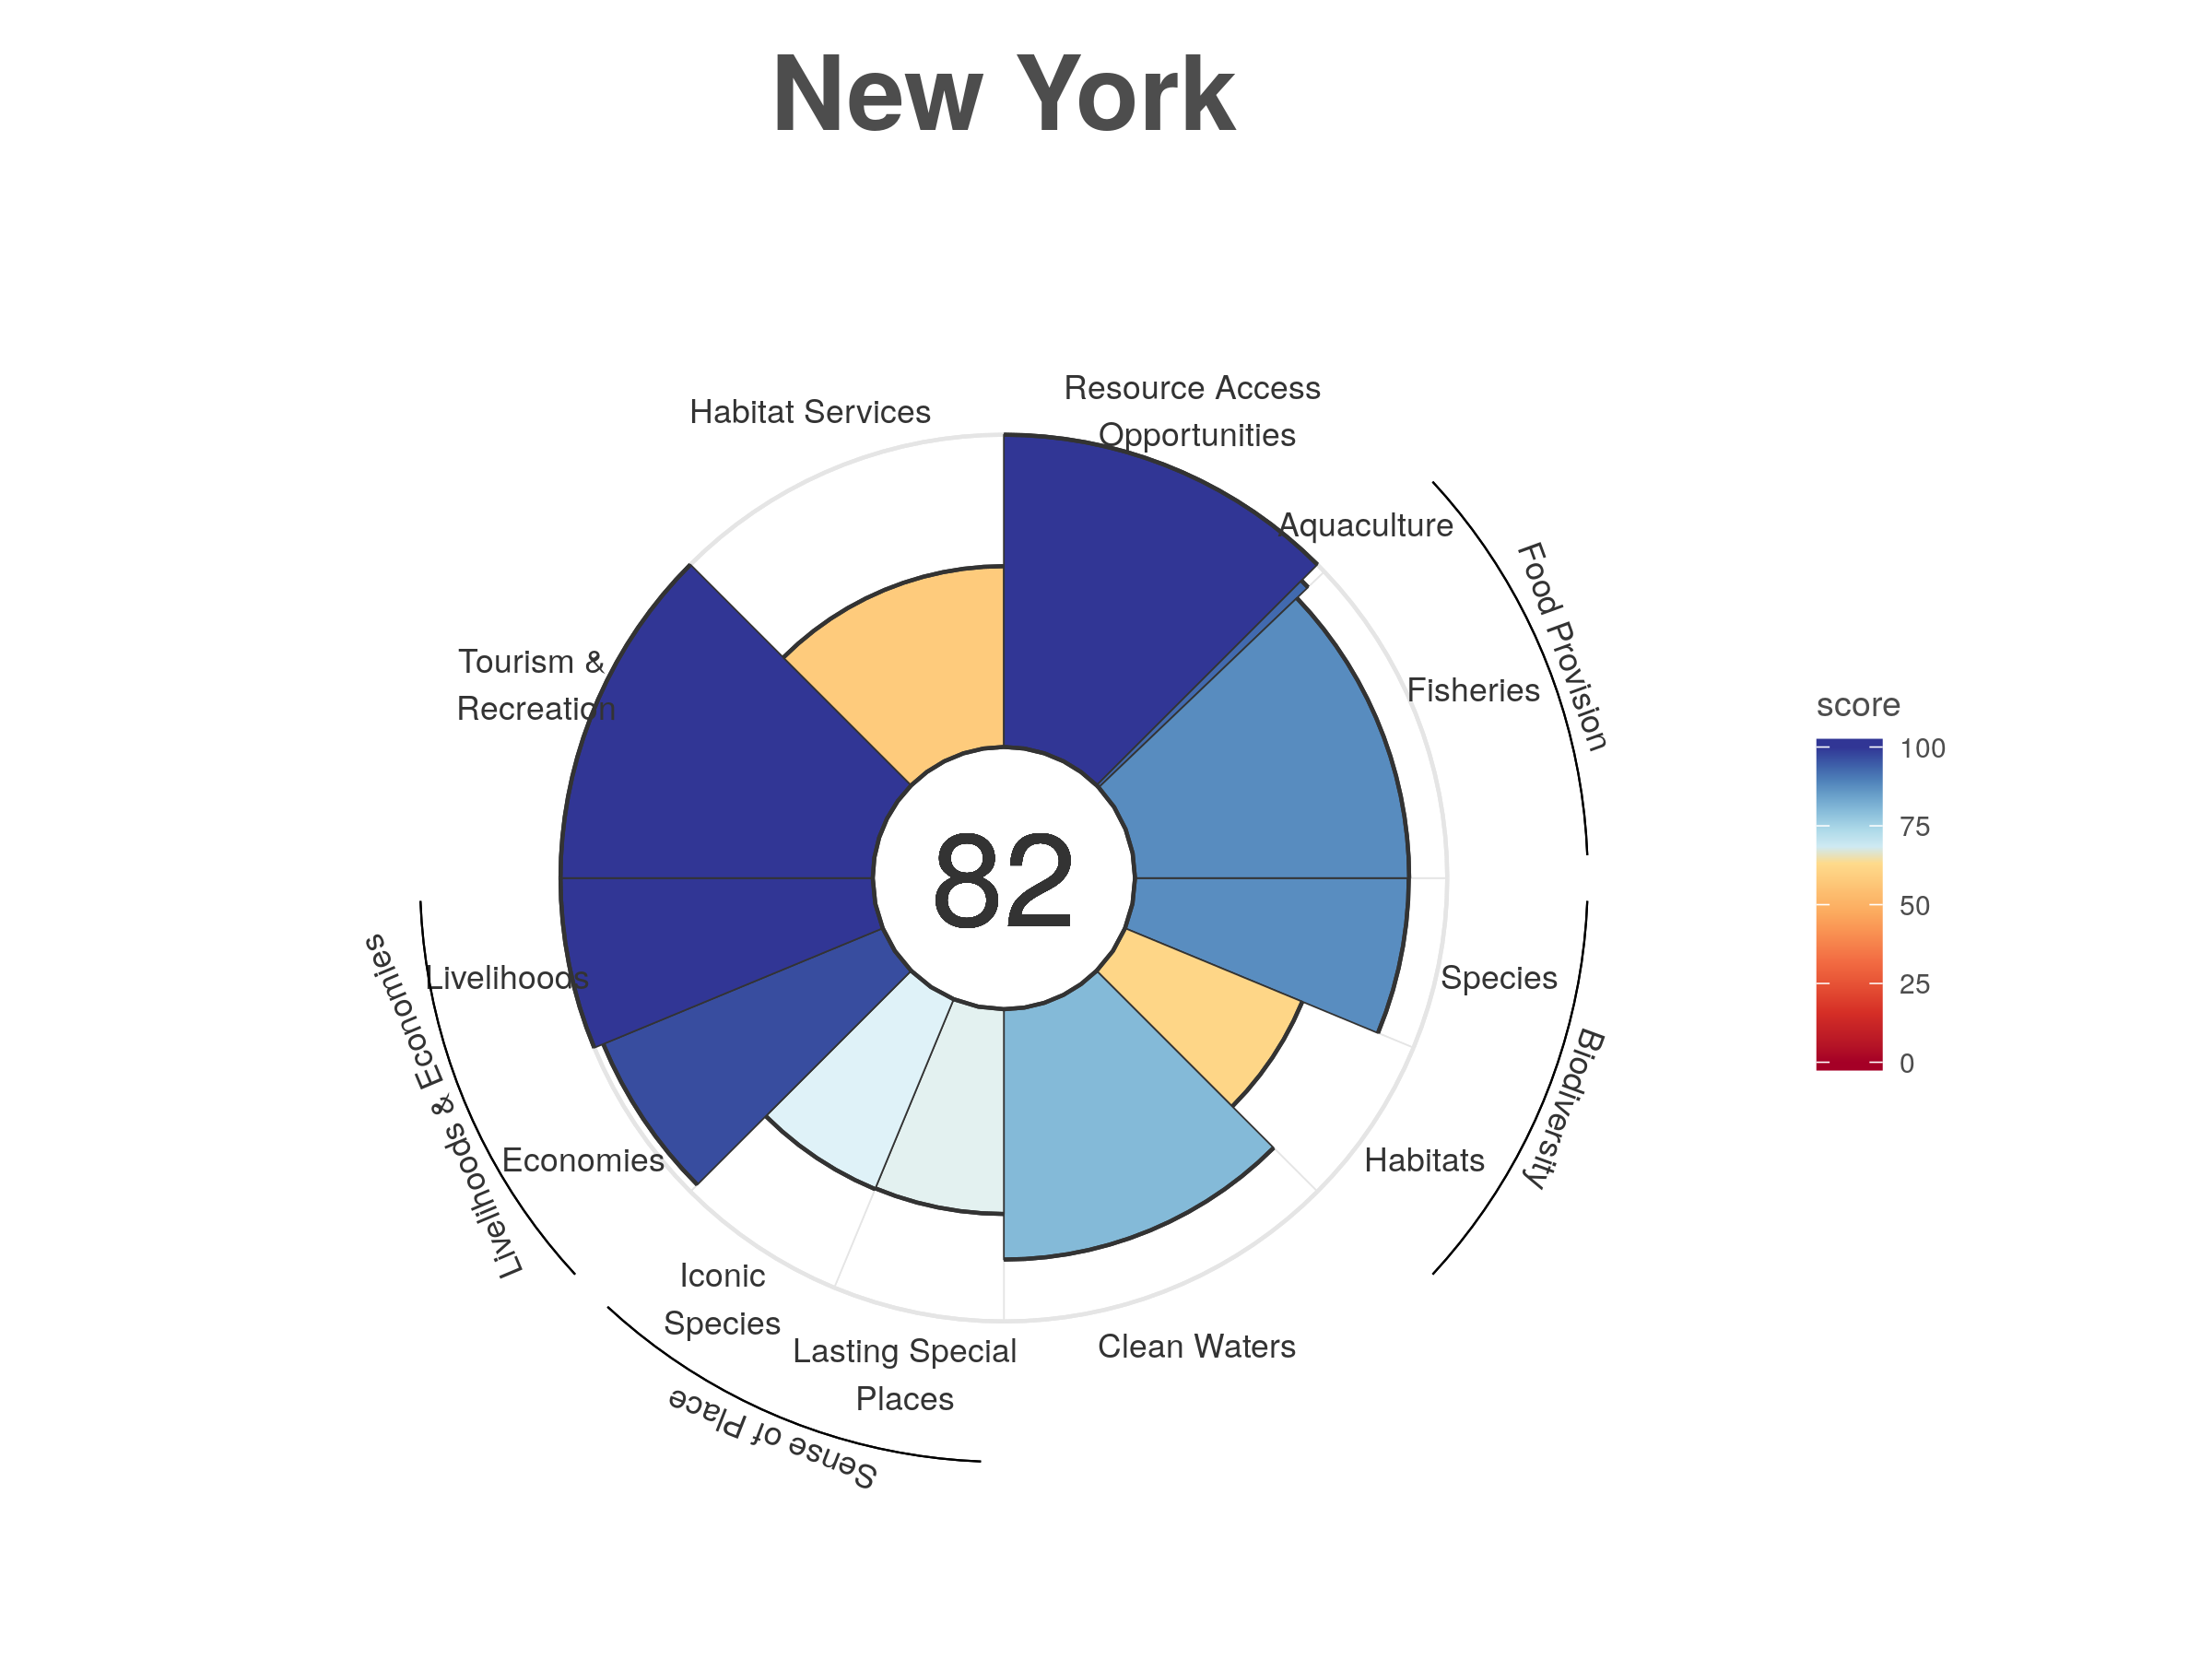 New York
Resource Access
Opportunities
Habitat Services
Aquaculture
Food Provision
Fisheries
Tourism &
Recreation
82
score
100
75
50
25
0
Livelihoods
Species
Livelihoods & Economies
Biodiversity
Economies
Habitats
Iconic
Species
Lasting Special
Places
Clean Waters
Sense of Place